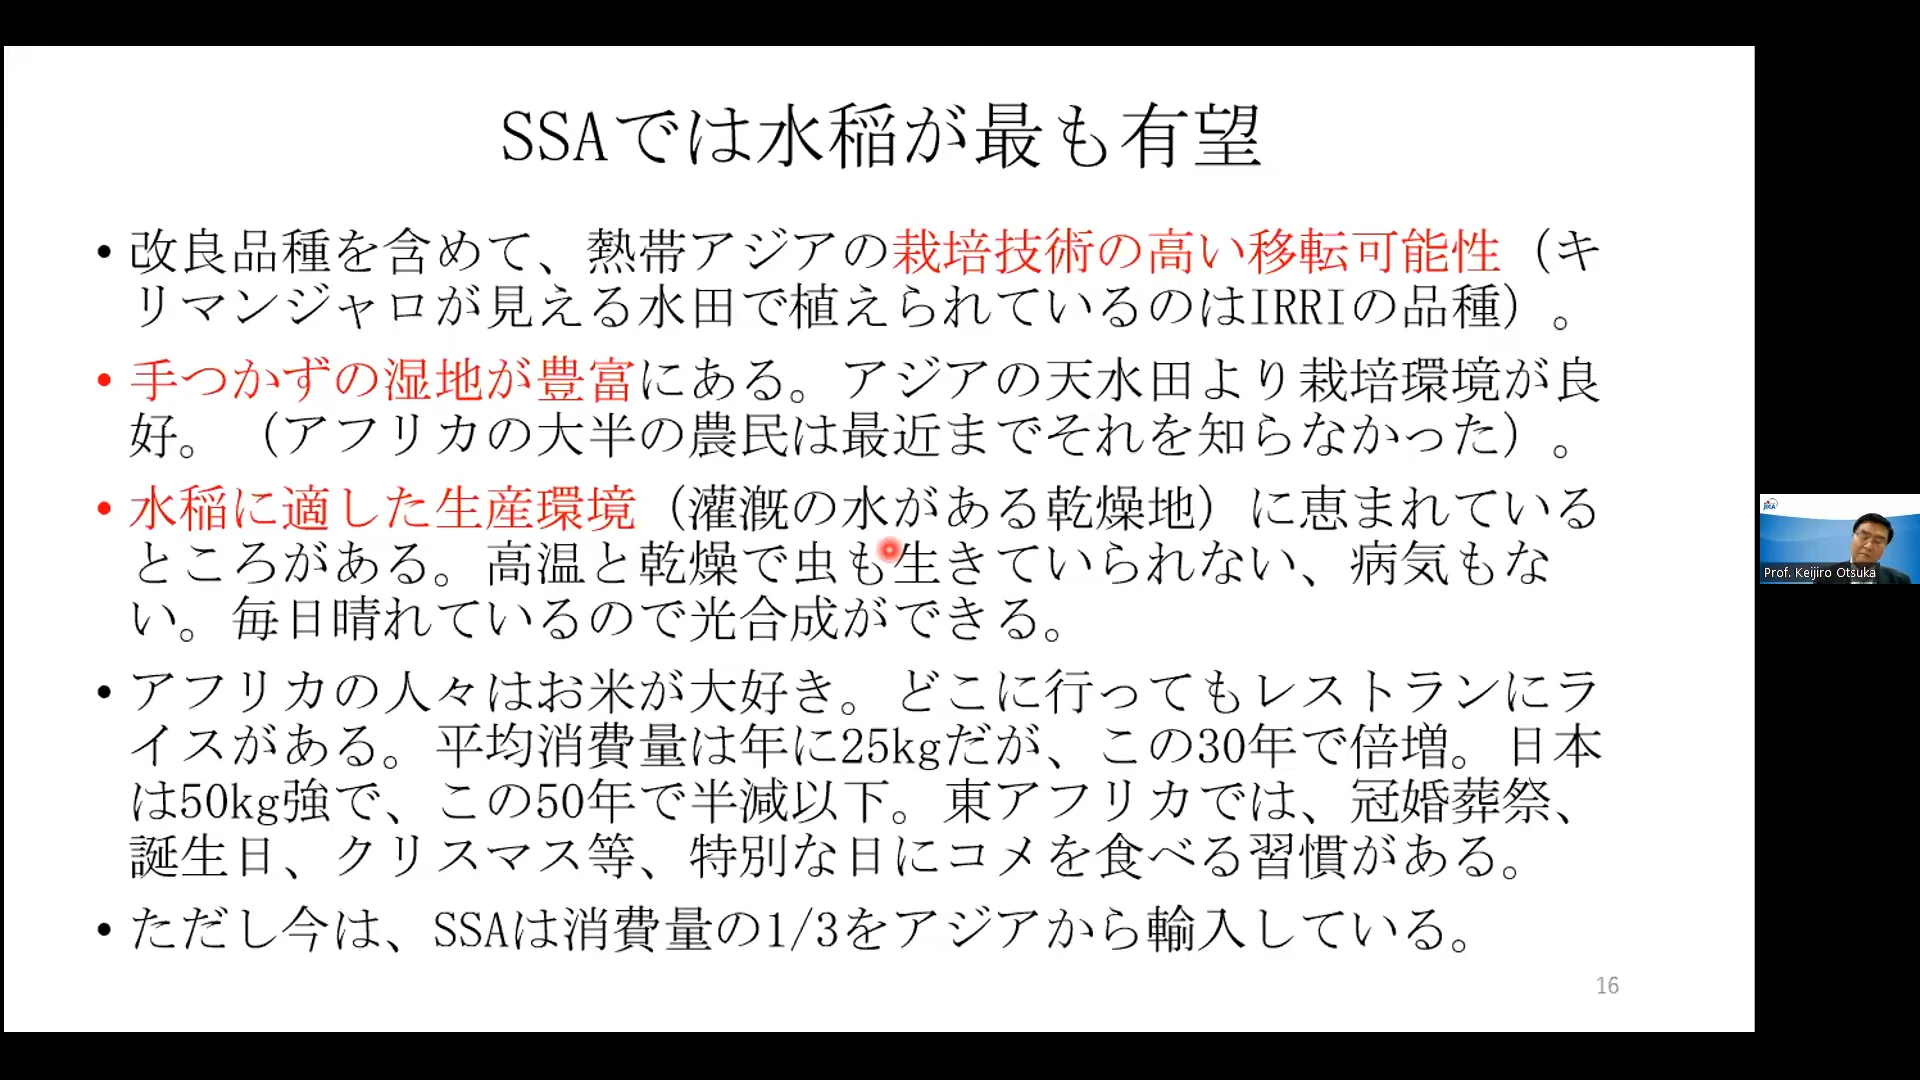 SSAでは水稲が最も有望
• 改良品種を含めて、熱帯アジアの栽培技術の高い移転可能性（キ
リマンジャロが見える水田で植えられているのはIRRIの品種）。
• 手つかずの湿地が豊富にある。アジアの天水田より栽培環境が良
好。（アフリカの大半の農民は最近までそれを知らなかった）。
• 水稲に適した生産環境（灌漑の水がある乾燥地）に恵まれている
ところがある。高温と乾燥で虫も生きていられない、病気もな
い。毎日晴れているので光合成ができる。
• アフリカの人々はお米が大好き。どこに行ってもレストランにラ
イスがある。平均消費量は年に25kgだが、この30年で倍増。日本
は50kg強で、この50年で半減以下。東アフリカでは、冠婚葬祭、
誕生日、クリスマス等、特別な日にコメを食べる習慣がある。
• ただし今は、SSAは消費量の1/3をアジアから輸入している。
16
JICA
Prof. Keijiro Otsuka